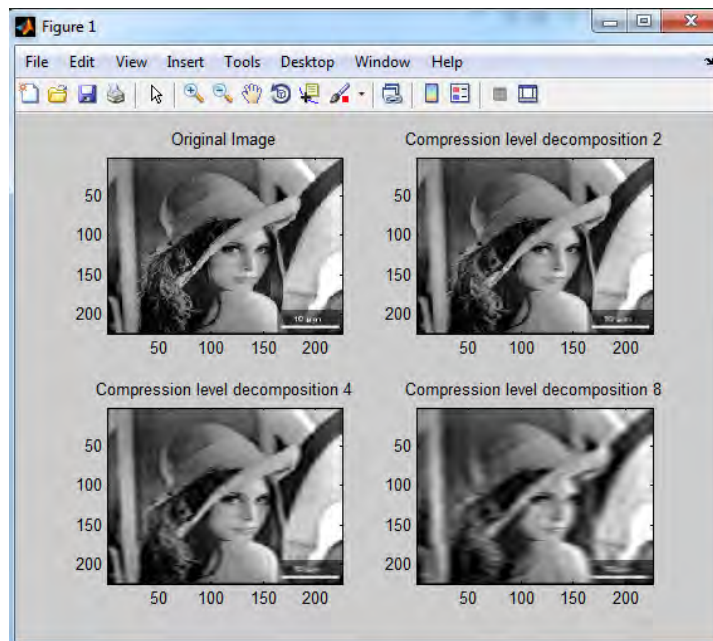 Figure 1
File Edit View Insert Tools Desktop Window Help
Original Image
50
100
150
200
50 100 150 200
Compression level decomposition 2
50
100
150
200
50 100 150 200
10 µm
Compression level decomposition 4
50
100
150
200
50 100 150 200
Compression level decomposition 8
50
100
150
200
50 100 150 200